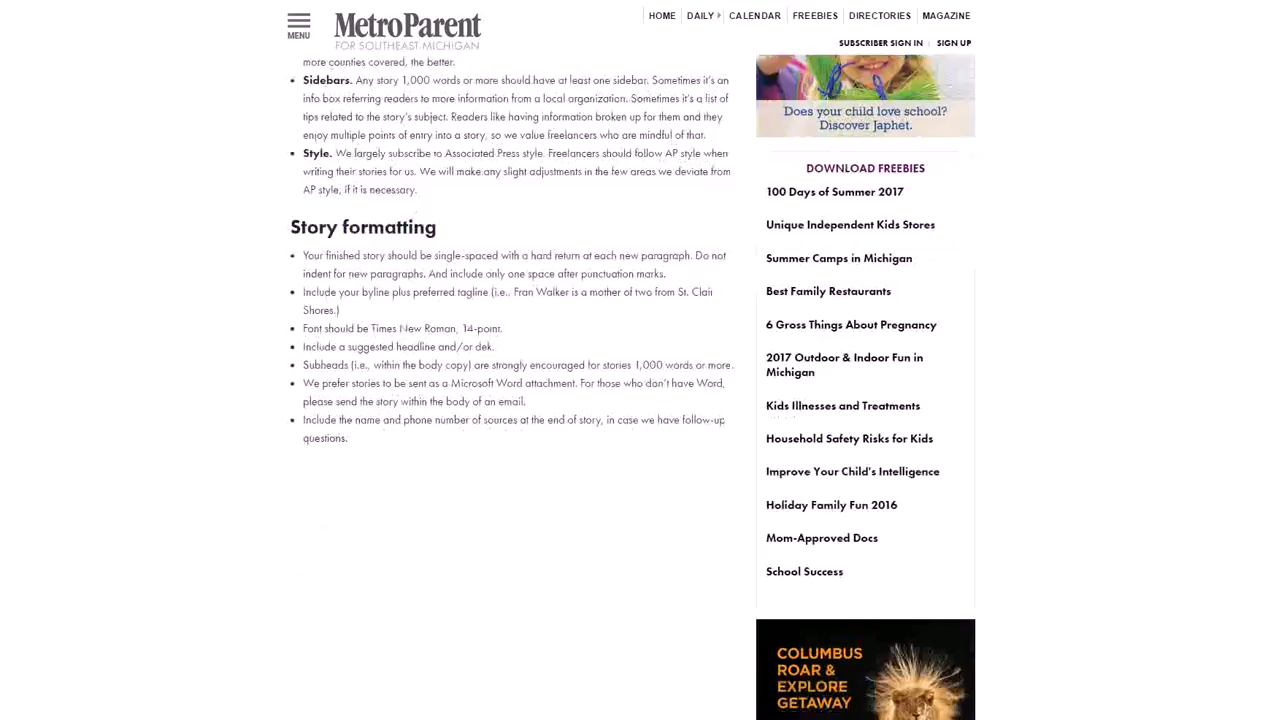 MENU
MetroParent
FOR SOUTHEAST MICHIGAN
HOME
DAILY
CALENDAR
FREEBIES
DIRECTORIES
MAGAZINE
SUBSCRIBER SIGN IN | SIGN UP
more counties covered, the better.
• Sidebars. Any story 1,000 words or more should have at least one sidebar. Sometimes it's an
info box referring readers to more information from a local organization. Sometimes it's a list of
tips related to the story's subject. Readers like having information broken up for them and they
enjoy multiple points of entry into a story, so we value freelancers who are mindful of that.
• Style. We largely subscribe to Associated Press style. Freelancers should follow AP style when
writing their stories for us. We will make any slight adjustments in the few areas we deviate from
AP style, if it is necessary.
Story formatting
• Your finished story should be single-spaced with a hard return at each new paragraph. Do not
indent for new paragraphs. And include only one space after punctuation marks.
• Include your byline plus preferred tagline (i.e., Fran Walker is a mother of two from St. Clair
Shores.)
• Font should be Times New Roman, 14-point.
• Include a suggested headline and/or dek.
• Subheads (i.e., within the body copy) are strongly encouraged for stories 1,000 words or more.
• We prefer stories to be sent as a Microsoft Word attachment. For those who don't have Word,
please send the story within the body of an email.
• Include the name and phone number of sources at the end of story, in case we have follow-up
questions.
Does your child love school?
Discover Japhet.
DOWNLOAD FREEBIES
100 Days of Summer 2017
Unique Independent Kids Stores
Summer Camps in Michigan
Best Family Restaurants
6 Gross Things About Pregnancy
2017 Outdoor & Indoor Fun in
Michigan
Kids Illnesses and Treatments
Household Safety Risks for Kids
Improve Your Child's Intelligence
Holiday Family Fun 2016
Mom-Approved Docs
School Success
COLUMBUS
ROAR &
EXPLORE
GETAWAY